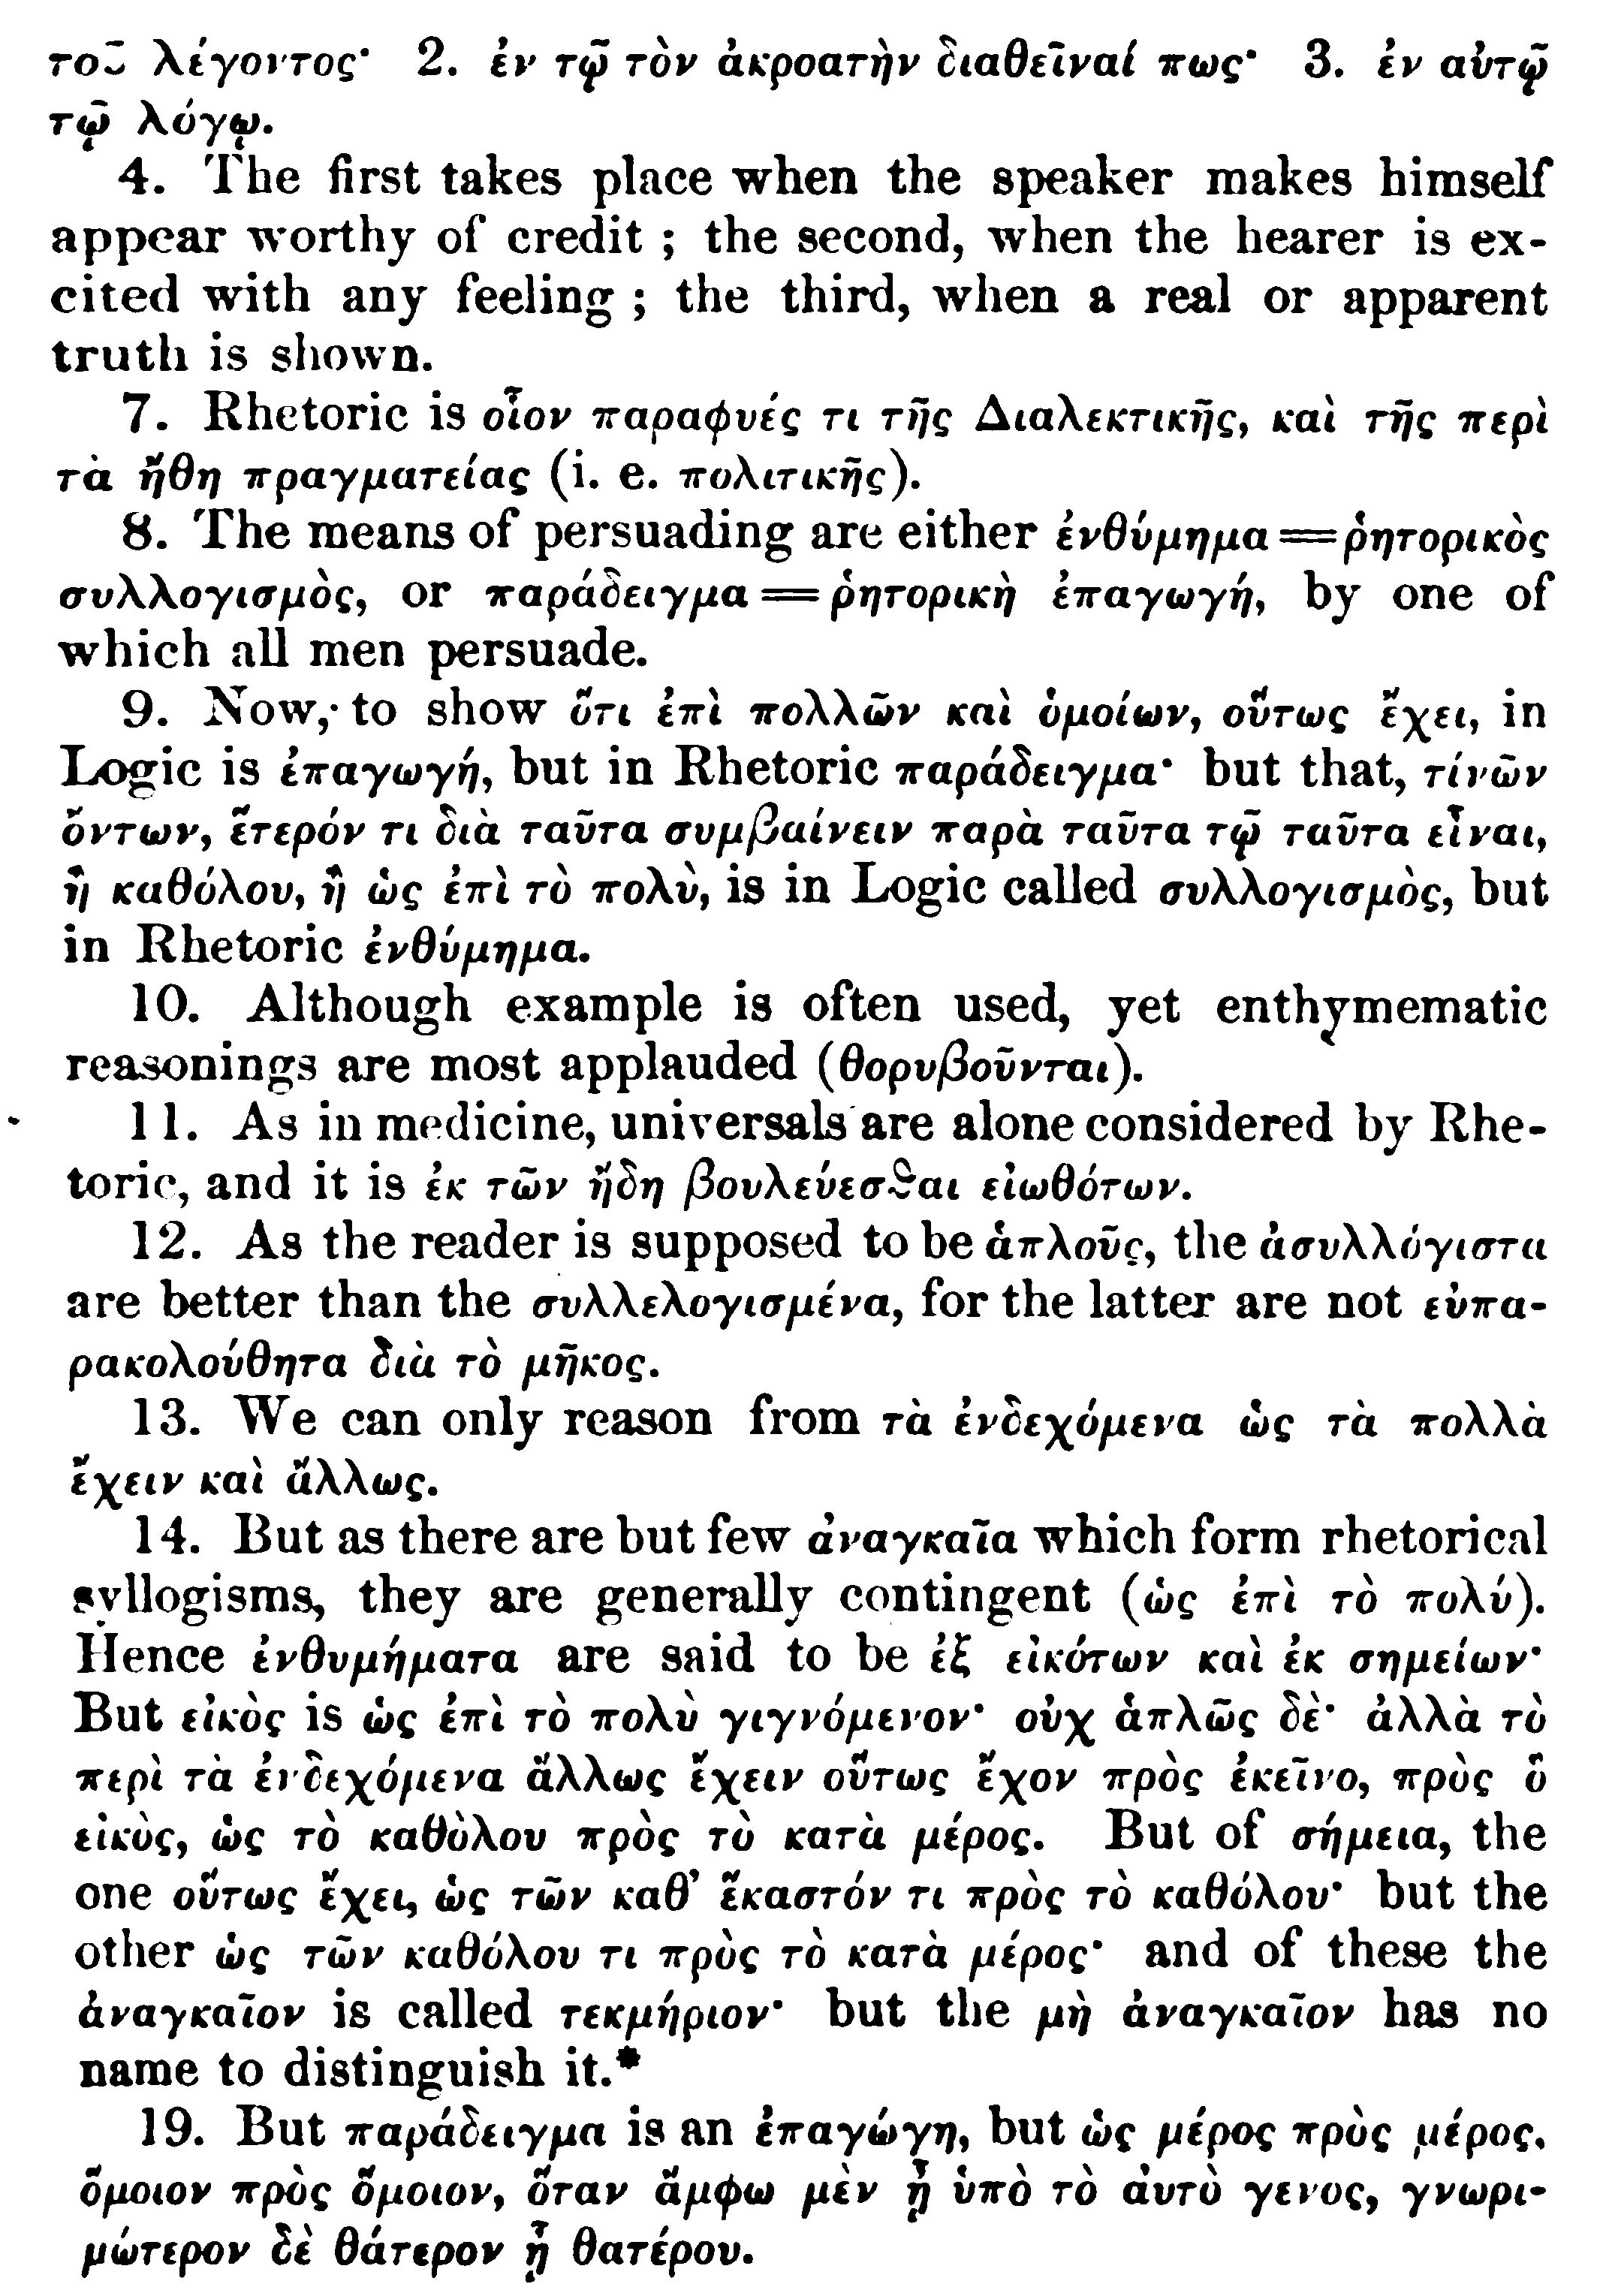 τοῦ λέγοντος· 2. ἐν τῷ τὸν ἀκροατὴν διαθεῖναί πως· 3. ἐν αὐτῷ
τῷ λόγῳ.
4. The first takes place when the speaker makes himself
appear worthy of credit ; the second, when the hearer is ex-
cited with any feeling ; the third, when a real or apparent
truth is shown.
7. Rhetoric is οἷον παραφυές τι τῆς Διαλεκτικῆς, καὶ τῆς περὶ
τὰ ἤθη πραγματείας (i. e. πολιτικῆς).
8. The means of persuading are either ἐνθύμημα = ῥητορικὸς
συλλογισμὸς, or παράδειγμα = ῥητορικὴ ἐπαγωγή, by one of
which all men persuade.
9. Now, to show ὅτι ἐπὶ πολλῶν καὶ ὁμοίων, οὕτως ἔχει, in
Logic is ἐπαγωγή, but in Rhetoric παράδειγμα· but that, τίνῶν
ὄντων, ἕτερόν τι διὰ ταῦτα συμβαίνειν παρὰ ταῦτα τῷ ταῦτα εἶναι,
ἢ καθόλου, ἢ ὡς ἐπὶ τὸ πολὺ, is in Logic called συλλογισμὸς, but
in Rhetoric ἐνθύμημα.
10. Although example is often used, yet enthymematic
reasonings are most applauded (θορυβοῦνται).
11. As in medicine, universals are alone considered by Rhe-
toric, and it is ἐκ τῶν ἤδη βουλεύεσθαι εἰωθότων.
12. As the reader is supposed to be ἁπλοῦς, the ἀσυλλόγιστα
are better than the συλλελογισμένα, for the latter are not εὐπα-
ρακολούθητα διὰ τὸ μῆκος.
13. We can only reason from τὰ ἐνδεχόμενα ὡς τὰ πολλὰ
ἔχειν καὶ ἄλλως.
14. But as there are but few ἀναγκαῖα which form rhetorical
syllogisms, they are generally contingent (ὡς ἐπὶ τὸ πολύ).
Hence ἐνθυμήματα are said to be ἐξ εἰκότων καὶ ἐκ σημείων·
But εἰκὸς is ὡς ἐπὶ τὸ πολὺ γιγνόμενον· οὐχ ἁπλῶς δὲ· ἀλλὰ τὸ
περὶ τὰ ἐνδεχόμενα ἄλλως ἔχειν οὕτως ἔχον πρὸς ἐκεῖνο, πρὸς ὃ
εἰκὸς, ὡς τὸ καθὸλου πρὸς τὸ κατὰ μέρος. But of σήμεια, the
one οὕτως ἔχει, ὡς τῶν καθ’ ἕκαστόν τι πρὸς τὸ καθόλου· but the
other ὡς τῶν καθόλου τι πρὸς τὸ κατὰ μέρος· and of these the
ἀναγκαῖον is called τεκμήριον· but the μὴ ἀναγκαῖον has no
name to distinguish it.*
19. But παράδειγμα is an ἐπαγώγη, but ὡς μέρος πρὸς μέρος.
ὅμοιον πρὸς ὅμοιον, ὅταν ἄμφω μὲν ᾖ ὑπὸ τὸ ἀυτὸ γενος, γνωρι-
μώτερον δὲ θάτερον ᾖ θατέρου.